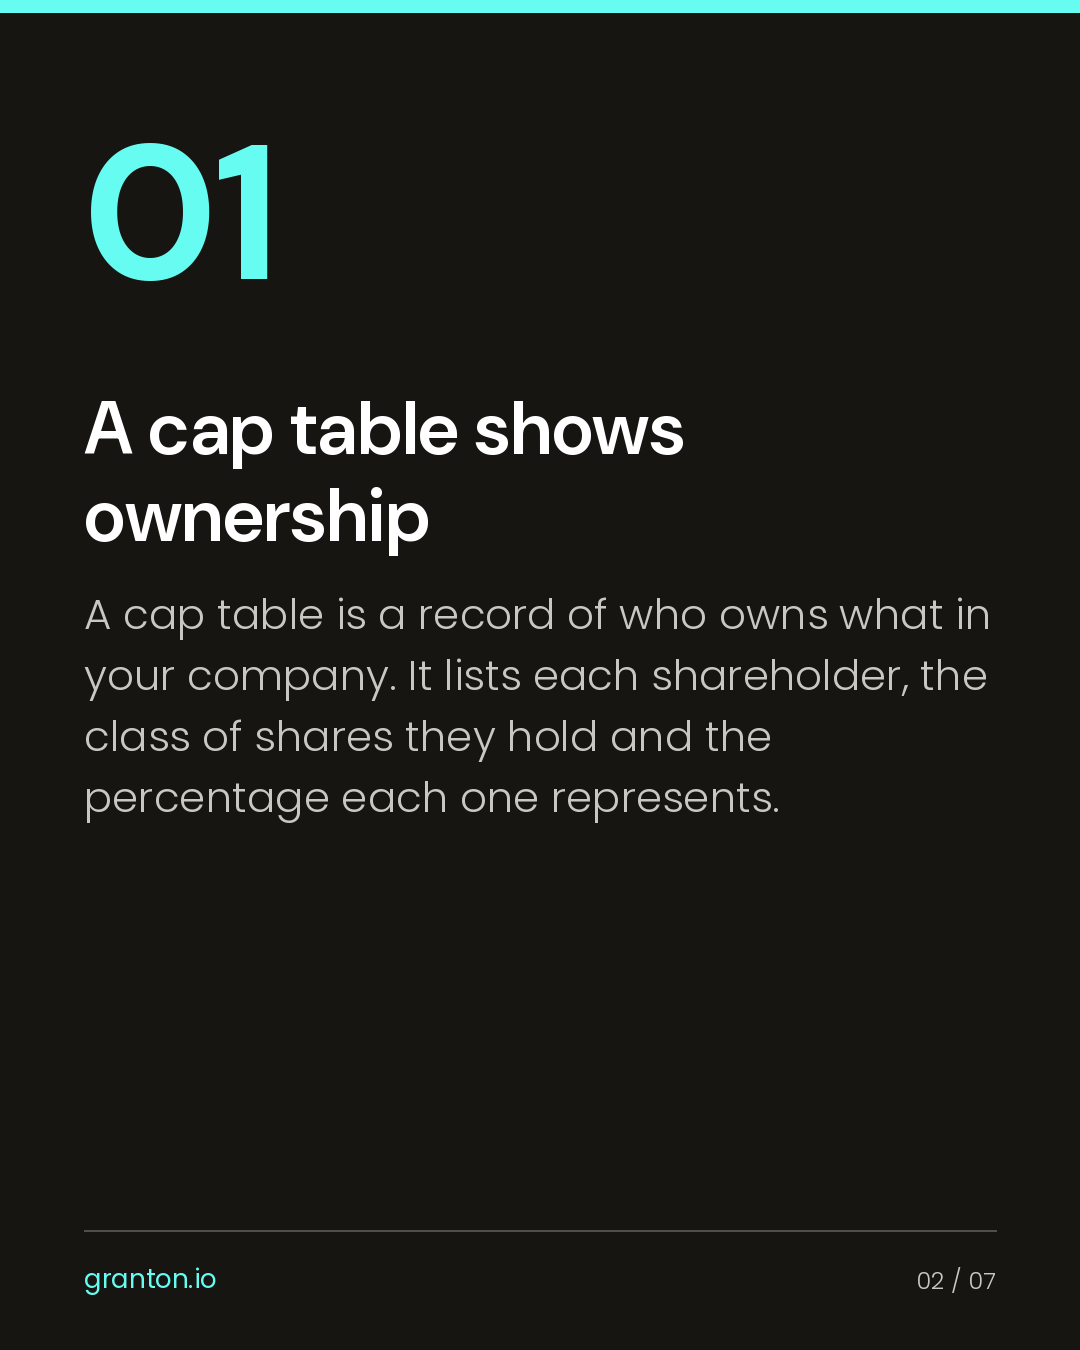 01
A cap table shows
ownership
A cap table is a record of who owns what in
your company. It lists each shareholder, the
class of shares they hold and the
percentage each one represents.
granton.io
02 / 07